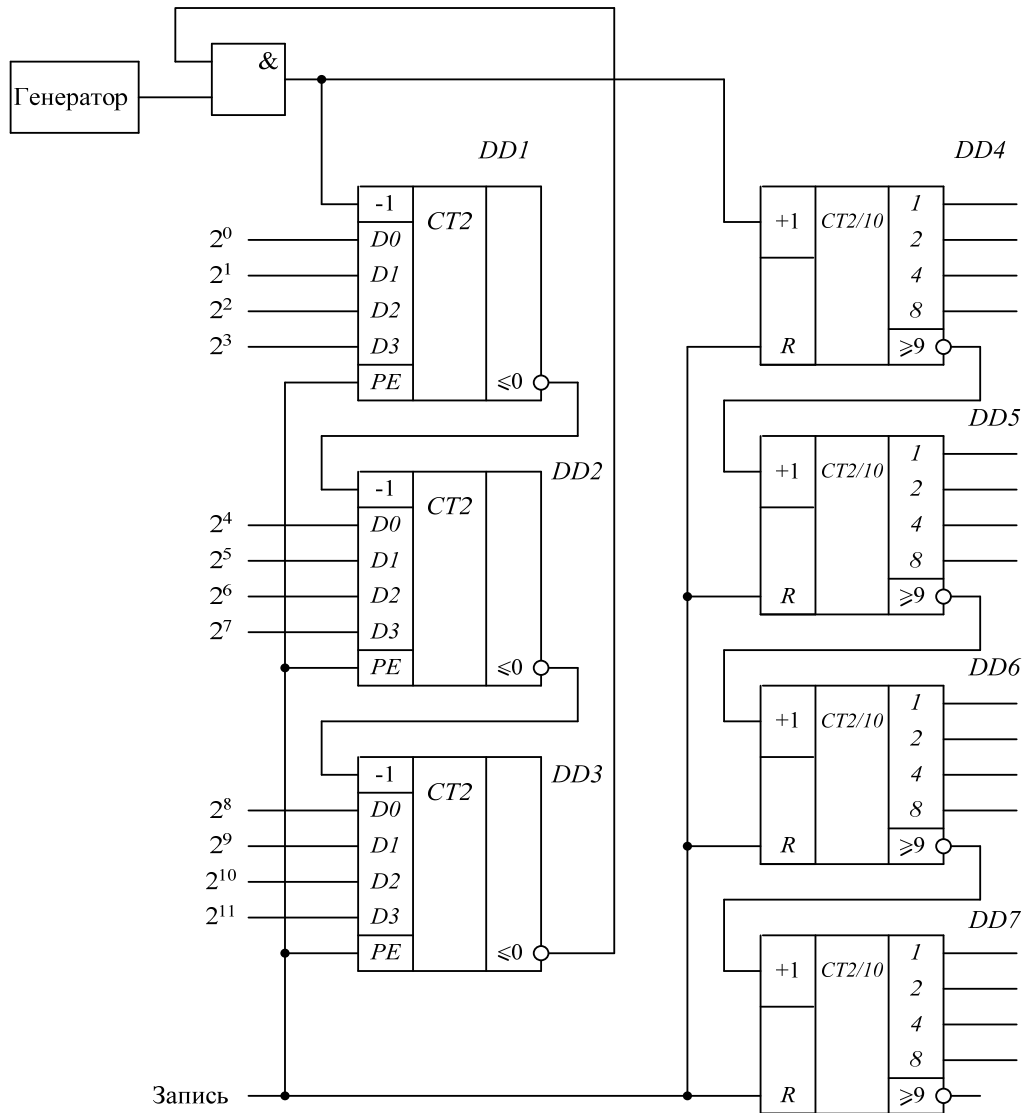 &
Генератор
DD1
-1
CT2
2⁰ D0
2¹ D1
2² D2
2³ D3
PE ⩽0
DD2
-1
CT2
2⁴ D0
2⁵ D1
2⁶ D2
2⁷ D3
PE ⩽0
DD3
-1
CT2
2⁸ D0
2⁹ D1
2¹⁰ D2
2¹¹ D3
PE ⩽0
DD4
+1 CT2/10 1
2
4
8
R ⩾9
DD5
+1 CT2/10 1
2
4
8
R ⩾9
DD6
+1 CT2/10 1
2
4
8
R ⩾9
DD7
+1 CT2/10 1
2
4
8
R ⩾9
Запись